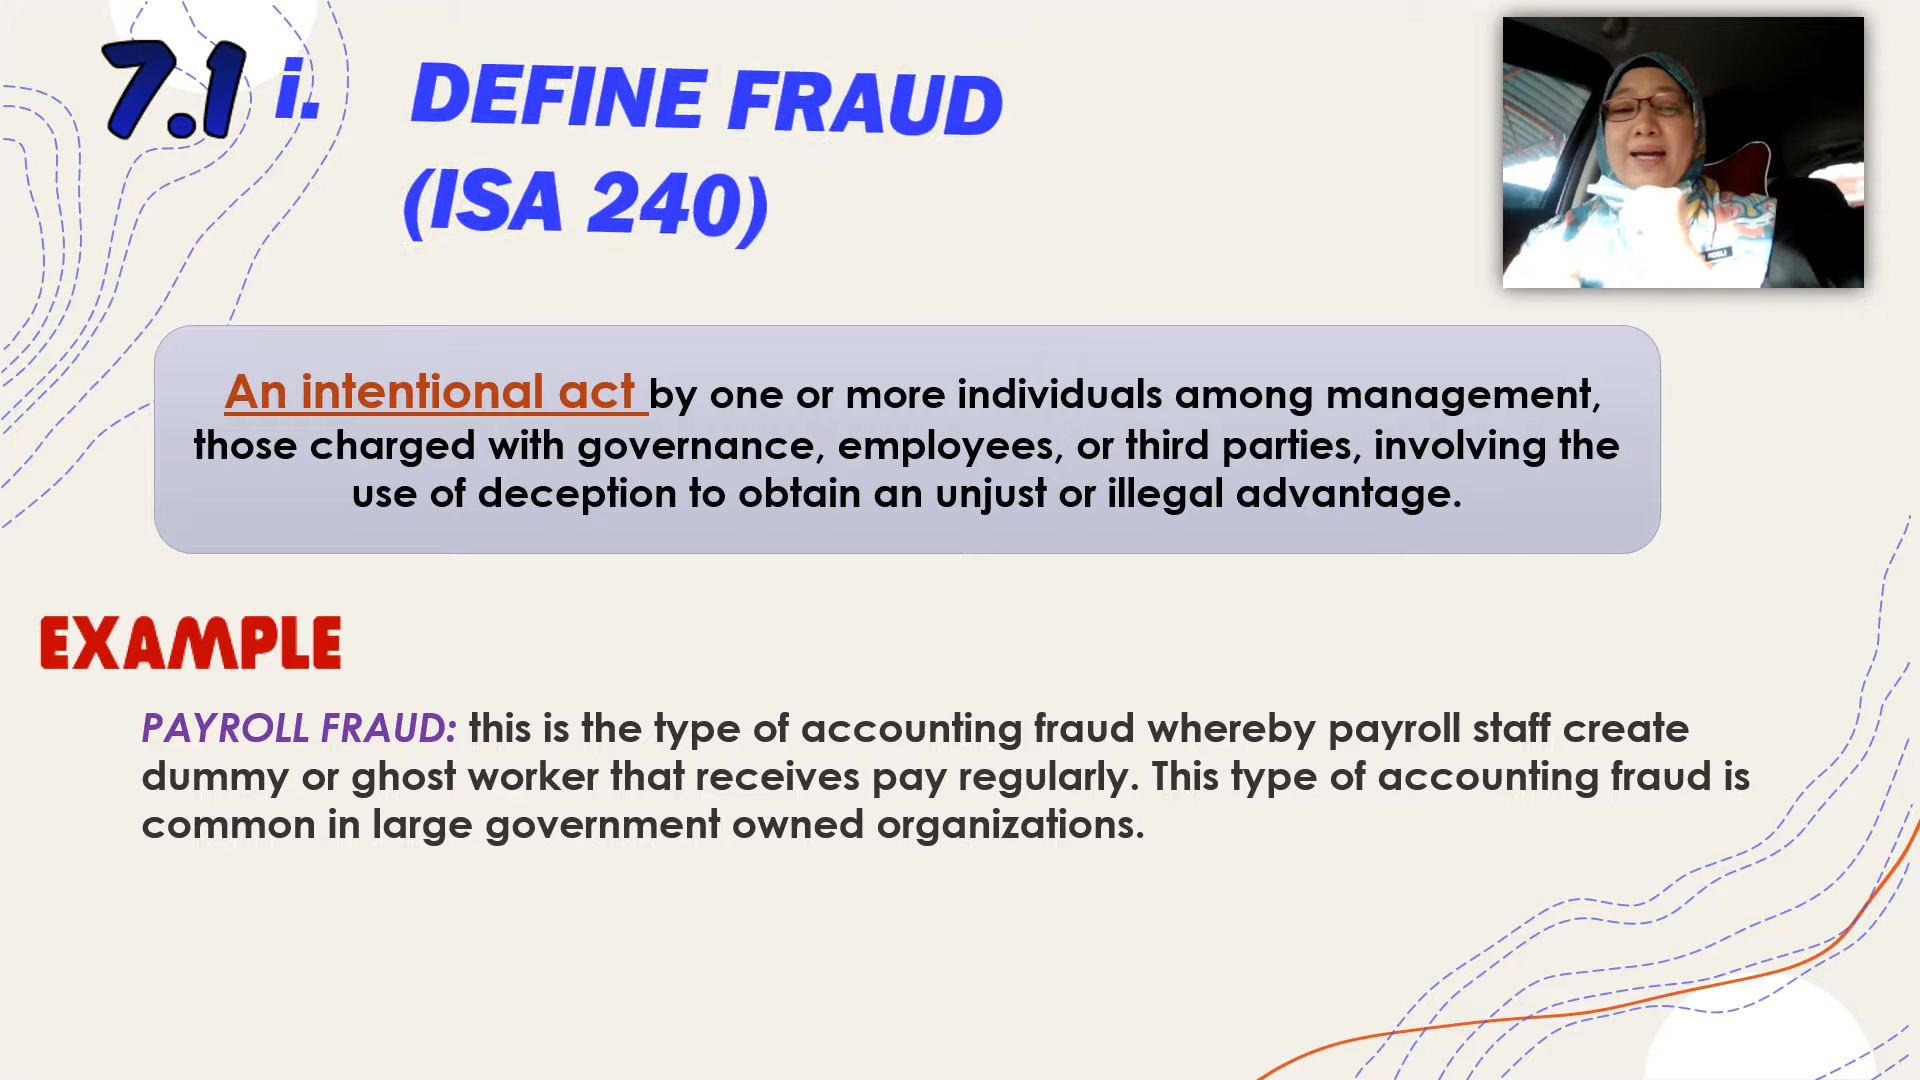 7.1 i. DEFINE FRAUD
(ISA 240)
An intentional act by one or more individuals among management,
those charged with governance, employees, or third parties, involving the
use of deception to obtain an unjust or illegal advantage.
EXAMPLE
PAYROLL FRAUD: this is the type of accounting fraud whereby payroll staff create
dummy or ghost worker that receives pay regularly. This type of accounting fraud is
common in large government owned organizations.